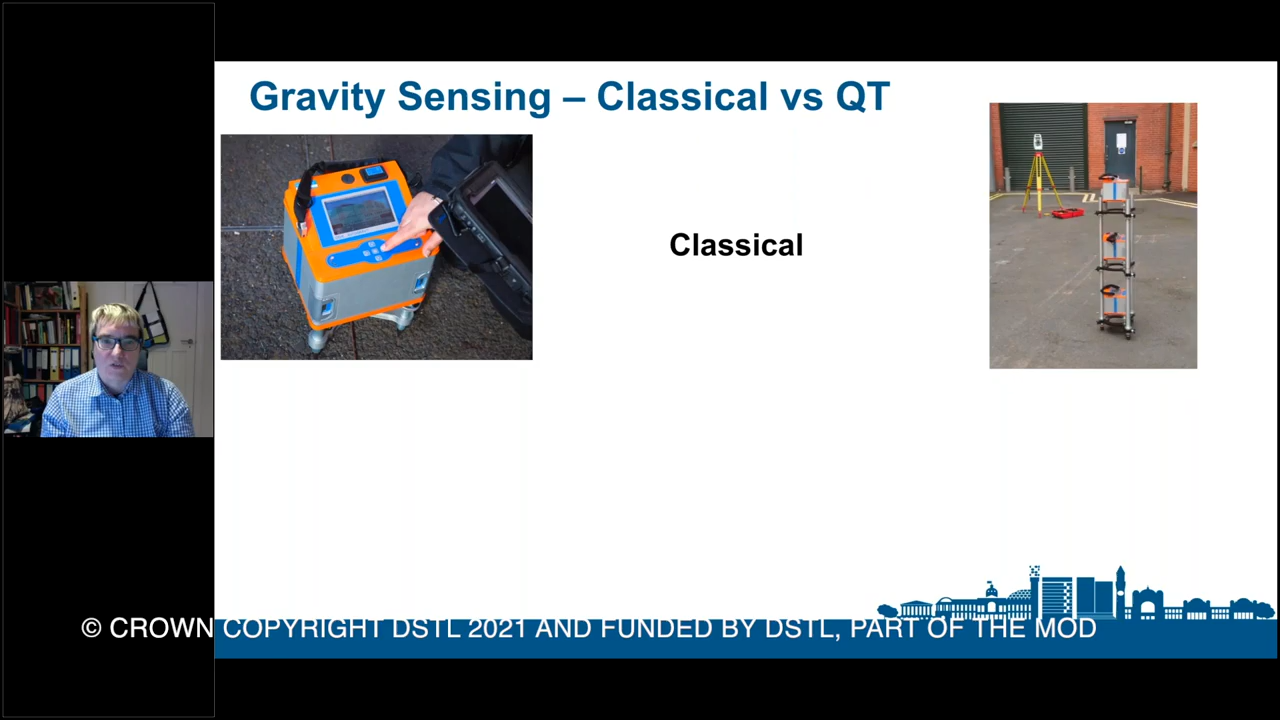 Gravity Sensing – Classical vs QT
Classical
© CROWN COPYRIGHT DSTL 2021 AND FUNDED BY DSTL, PART OF THE MOD